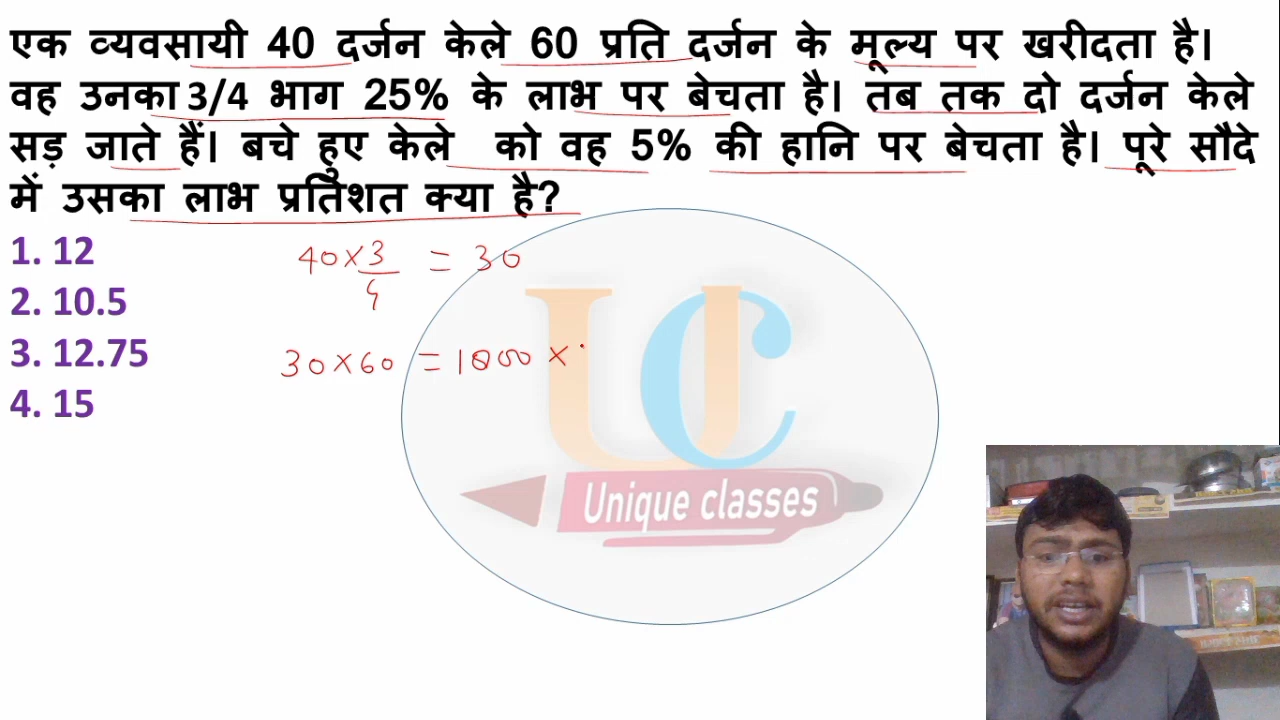 एक व्यवसायी 40 दर्जन केले 60 प्रति दर्जन के मूल्य पर खरीदता है।
वह उनका 3/4 भाग 25% के लाभ पर बेचता है। तब तक दो दर्जन केले
सड़ जाते हैं। बचे हुए केले को वह 5% की हानि पर बेचता है। पूरे सौदे
में उसका लाभ प्रतिशत क्या है?
1. 12
2. 10.5
3. 12.75
4. 15
40 × 3/4 = 30
30 × 60 = 1800 ×
UC
Unique classes